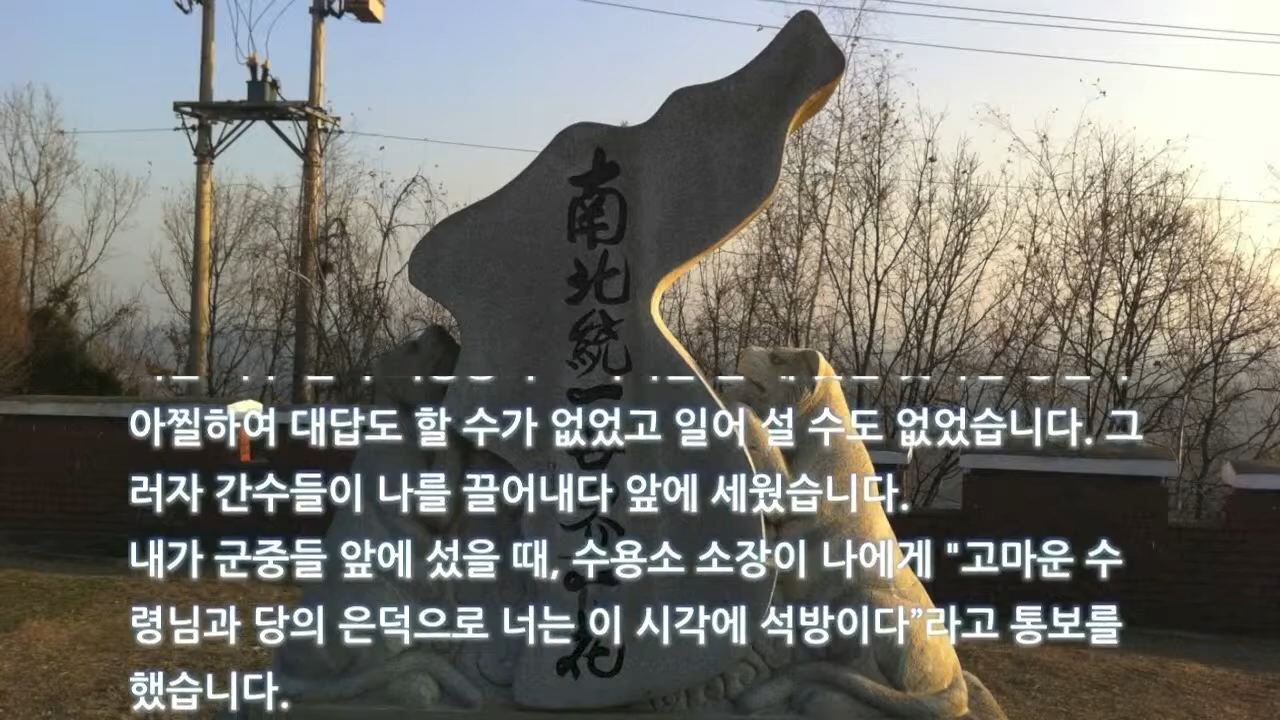 南北統一
아찔하여 대답도 할 수가 없었고 일어 설 수도 없었습니다. 그
러자 간수들이 나를 끌어내다 앞에 세웠습니다.
내가 군중들 앞에 섰을 때, 수용소 소장이 나에게 "고마운 수
령님과 당의 은덕으로 너는 이 시각에 석방이다”라고 통보를
했습니다.